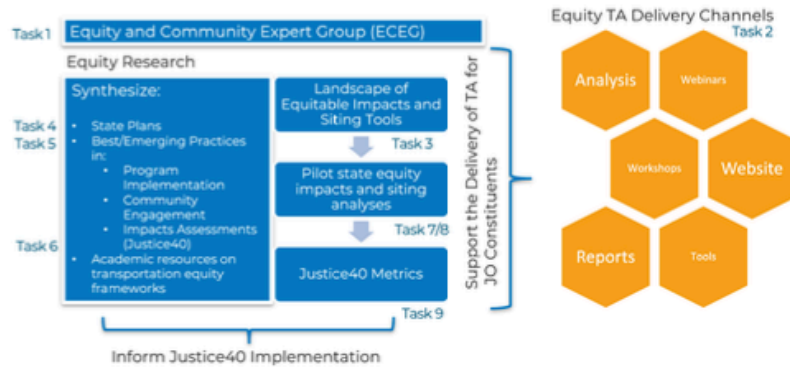 Task 1
Equity and Community Expert Group (ECEG)
Equity Research
Synthesize:
Task 4
• State Plans
Task 5
• Best/Emerging Practices
in:
• Program
Implementation
• Community
Engagement
• Impacts Assessments
(Justice40)
Task 6
• Academic resources on
transportation equity
frameworks
Landscape of
Equitable Impacts and
Siting Tools
Task 3
Pilot state equity
impacts and siting
analyses
Task 7/8
Justice40 Metrics
Task 9
Inform Justice40 Implementation
Support the Delivery of TA for
JO Constituents
Equity TA Delivery Channels
Task 2
Analysis
Webinars
Workshops
Website
Reports
Tools